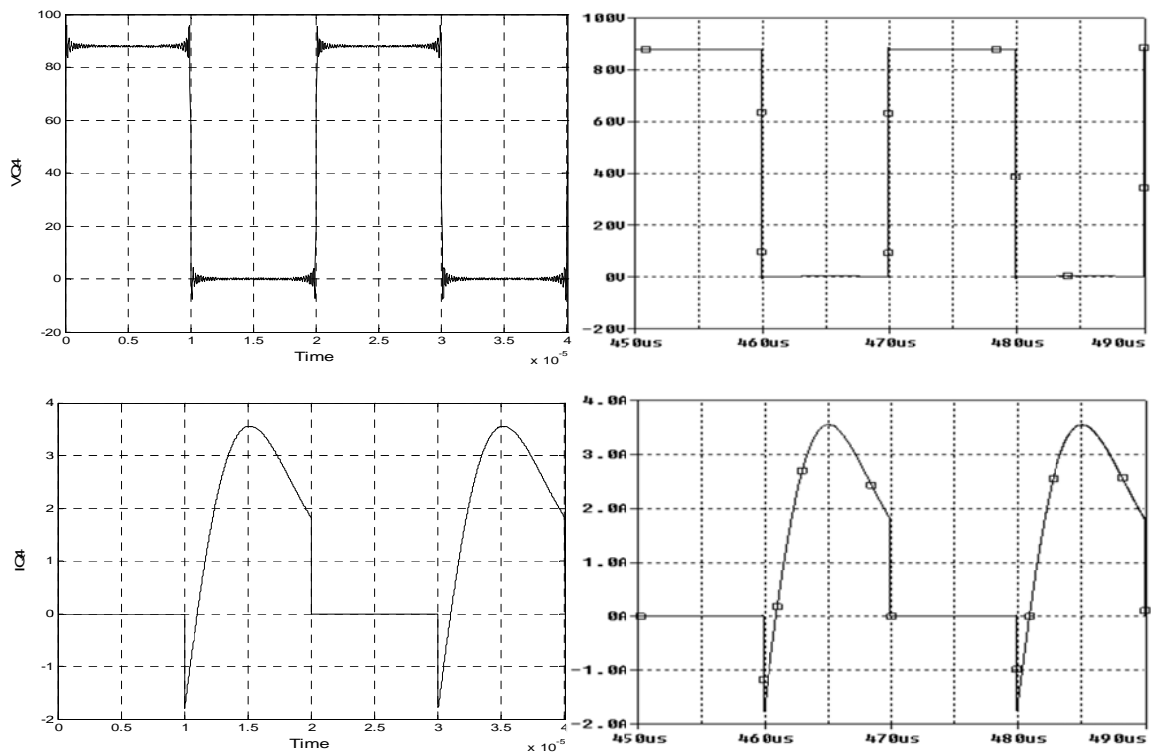 100
80
60
40
20
0
-20
VQ4
0 0.5 1 1.5 2 2.5 3 3.5 4
Time
x 10-5
100V
80V
60V
40V
20V
0V
-20V
450us 460us 470us 480us 490us
4
3
2
1
0
-1
-2
IQ4
0 0.5 1 1.5 2 2.5 3 3.5 4
Time
x 10-5
4.0A
3.0A
2.0A
1.0A
0A
-1.0A
-2.0A
450us 460us 470us 480us 490us